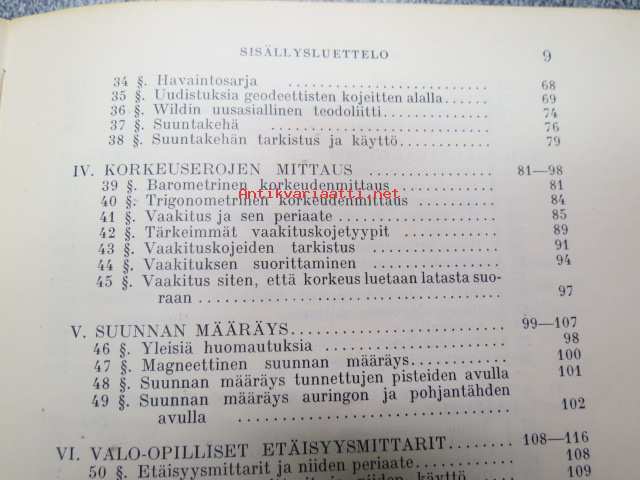 SISÄLLYSLUETTELO 9
34 §. Havaintosarja 68
35 §. Uudistuksia geodeettisten kojeitten alalla 69
36 §. Wildin uusasiallinen teodoliitti 74
37 §. Suuntakehä 76
38 §. Suuntakehän tarkistus ja käyttö 79
IV. KORKEUSEROJEN MITTAUS 81—98
39 §. Barometrinen korkeudenmittaus 81
Antikvariaatti.net
40 §. Trigonometrinen korkeudenmittaus 84
41 §. Vaakitus ja sen periaate 85
42 §. Tärkeimmät vaakituskojetyypit 89
43 §. Vaakituskojeiden tarkistus 91
44 §. Vaakituksen suorittaminen 94
45 §. Vaakitus siten, että korkeus luetaan latasta suo-
raan 97
V. SUUNNAN MÄÄRÄYS 99—107
46 §. Yleisiä huomautuksia 98
47 §. Magneettinen suunnan määräys 100
48 §. Suunnan määräys tunnettujen pisteiden avulla 101
49 §. Suunnan määräys auringon ja pohjantähden
avulla 102
VI. VALO-OPILLISET ETÄISYYSMITTARIT 108—116
50 §. Etäisyysmittarit ja niiden periaate 108
ja niiden käyttö 109